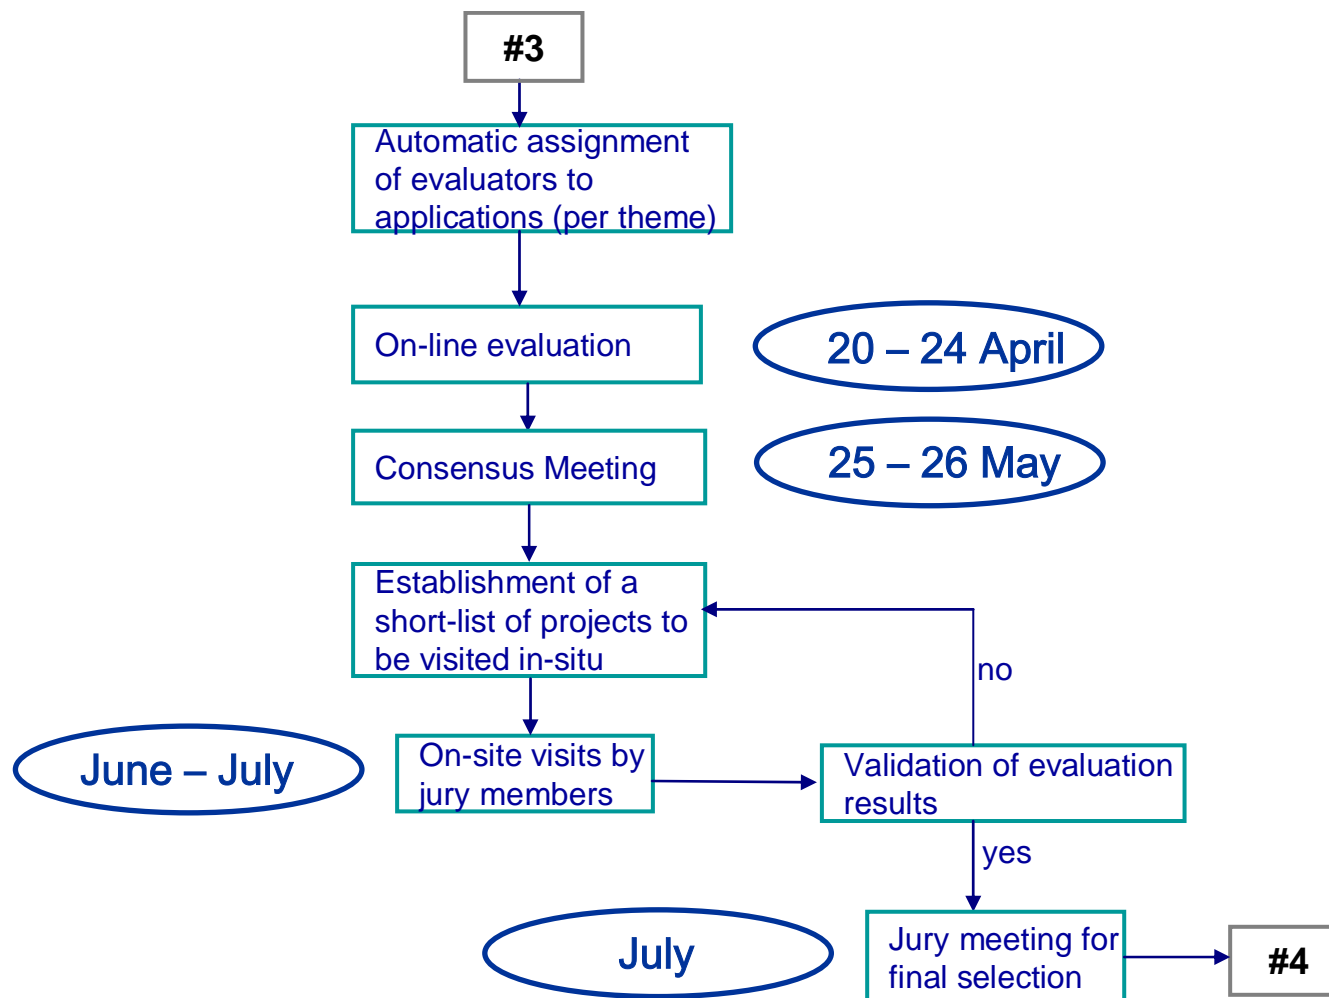 #3
Automatic assignment
of evaluators to
applications (per theme)
On-line evaluation
20 – 24 April
Consensus Meeting
25 – 26 May
Establishment of a
short-list of projects to
be visited in-situ
no
June – July
On-site visits by
jury members
Validation of evaluation
results
yes
July
Jury meeting for
final selection
#4